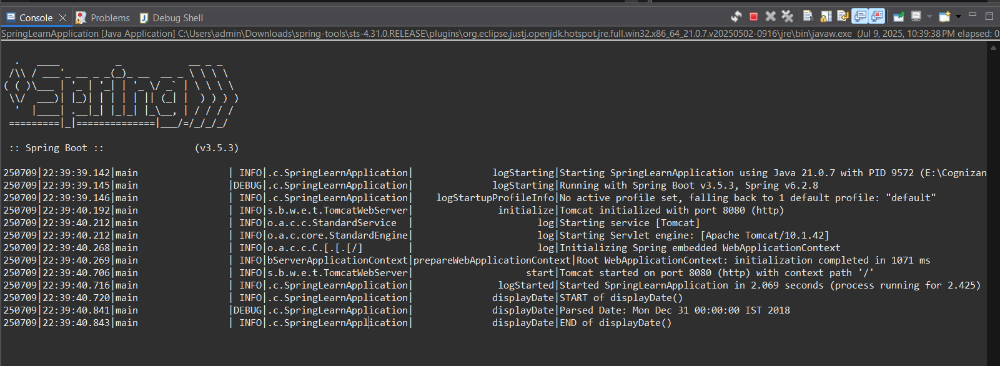 Console Problems Debug Shell
SpringLearnApplication [Java Application] C:\Users\admin\Downloads\spring-tools\sts-4.31.0.RELEASE\plugins\org.eclipse.justj.openjdk.hotspot.jre.full.win32.x86_64_21.0.7.v20250502-0916\jre\bin\javaw.exe (Jul 9, 2025, 10:39:38 PM elapsed: 0
  .   ____          _            __ _ _
 /\\ / ___'_ __ _ _(_)_ __  __ _ \ \ \ \
( ( )\___ | '_ | '_| | '_ \/ _` | \ \ \ \
 \\/  ___)| |_)| | | | | || (_| |  ) ) ) )
  '  |____| .__|_| |_|_| |_\__, | / / / /
 =========|_|==============|___/=/_/_/_/
 :: Spring Boot ::                (v3.5.3)
250709|22:39:39.142|main                 | INFO|.c.SpringLearnApplication|              logStarting|Starting SpringLearnApplication using Java 21.0.7 with PID 9572 (E:\Cognizan
250709|22:39:39.145|main                 |DEBUG|.c.SpringLearnApplication|              logStarting|Running with Spring Boot v3.5.3, Spring v6.2.8
250709|22:39:39.146|main                 | INFO|.c.SpringLearnApplication|    logStartupProfileInfo|No active profile set, falling back to 1 default profile: "default"
250709|22:39:40.192|main                 | INFO|s.b.w.e.t.TomcatWebServer|               initialize|Tomcat initialized with port 8080 (http)
250709|22:39:40.212|main                 | INFO|o.a.c.c.StandardService  |                      log|Starting service [Tomcat]
250709|22:39:40.212|main                 | INFO|o.a.c.core.StandardEngine|                      log|Starting Servlet engine: [Apache Tomcat/10.1.42]
250709|22:39:40.268|main                 | INFO|o.a.c.c.C.[.[.[/]        |                      log|Initializing Spring embedded WebApplicationContext
250709|22:39:40.269|main                 | INFO|bServerApplicationContext|prepareWebApplicationContext|Root WebApplicationContext: initialization completed in 1071 ms
250709|22:39:40.706|main                 | INFO|s.b.w.e.t.TomcatWebServer|                    start|Tomcat started on port 8080 (http) with context path '/'
250709|22:39:40.716|main                 | INFO|.c.SpringLearnApplication|               logStarted|Started SpringLearnApplication in 2.069 seconds (process running for 2.425)
250709|22:39:40.720|main                 | INFO|.c.SpringLearnApplication|              displayDate|START of displayDate()
250709|22:39:40.841|main                 |DEBUG|.c.SpringLearnApplication|              displayDate|Parsed Date: Mon Dec 31 00:00:00 IST 2018
250709|22:39:40.843|main                 | INFO|.c.SpringLearnApplication|              displayDate|END of displayDate()